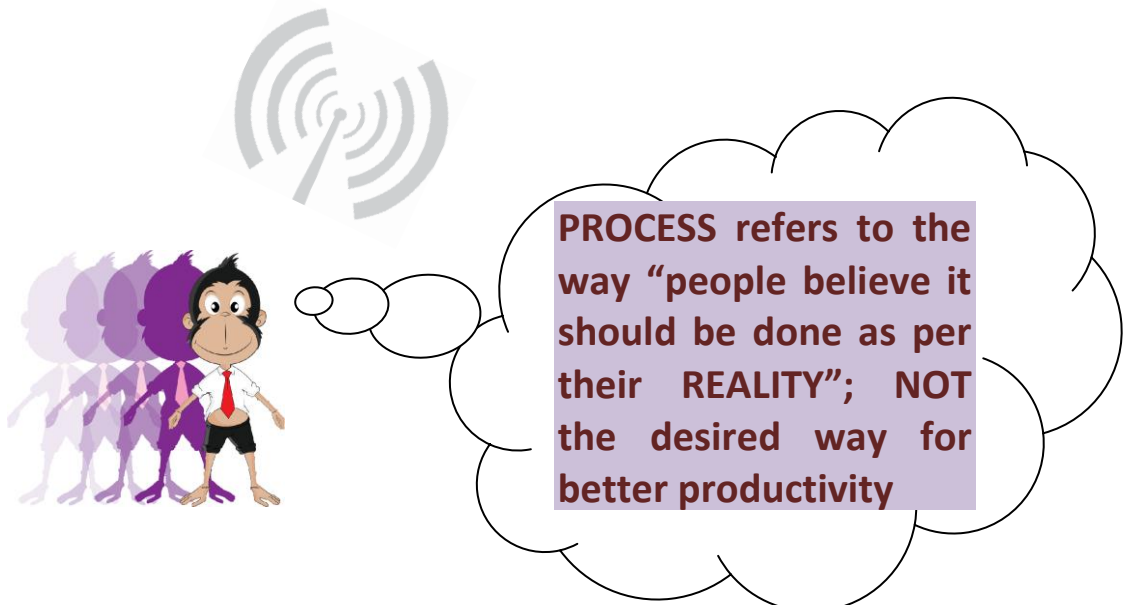 PROCESS refers to the
way “people believe it
should be done as per
their REALITY”; NOT
the desired way for
better productivity